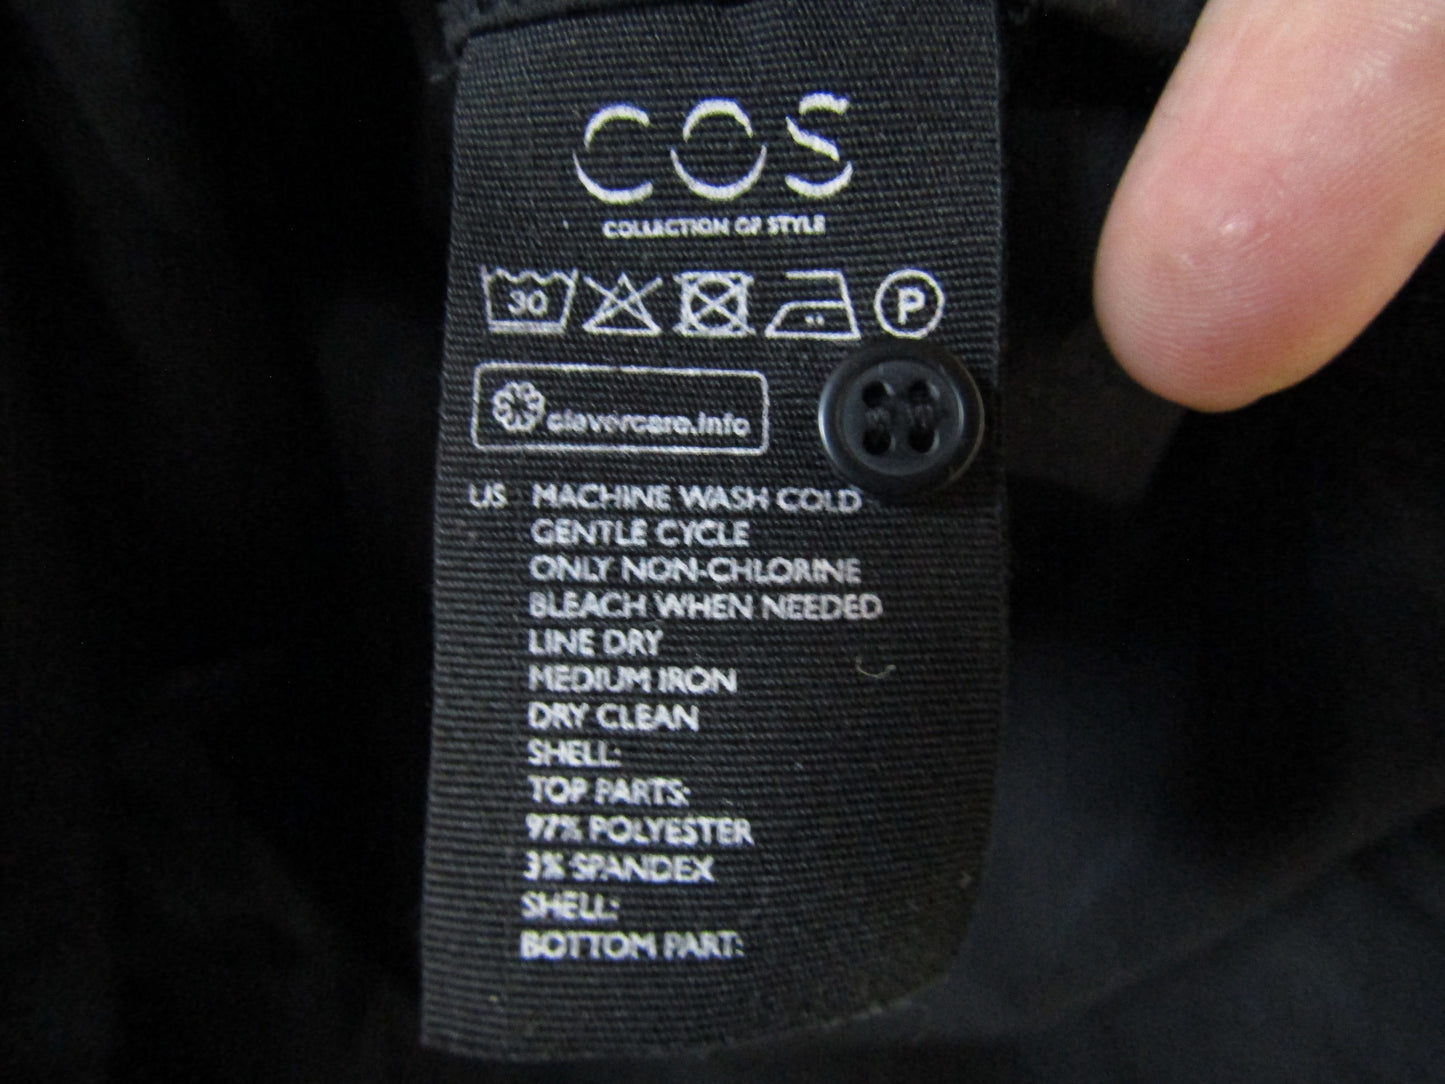 COS
COLLECTION OF STYLE
30 P
clevercare.info
US MACHINE WASH COLD
GENTLE CYCLE
ONLY NON-CHLORINE
BLEACH WHEN NEEDED
LINE DRY
MEDIUM IRON
DRY CLEAN
SHELL:
TOP PARTS:
97% POLYESTER
3% SPANDEX
SHELL:
BOTTOM PART: